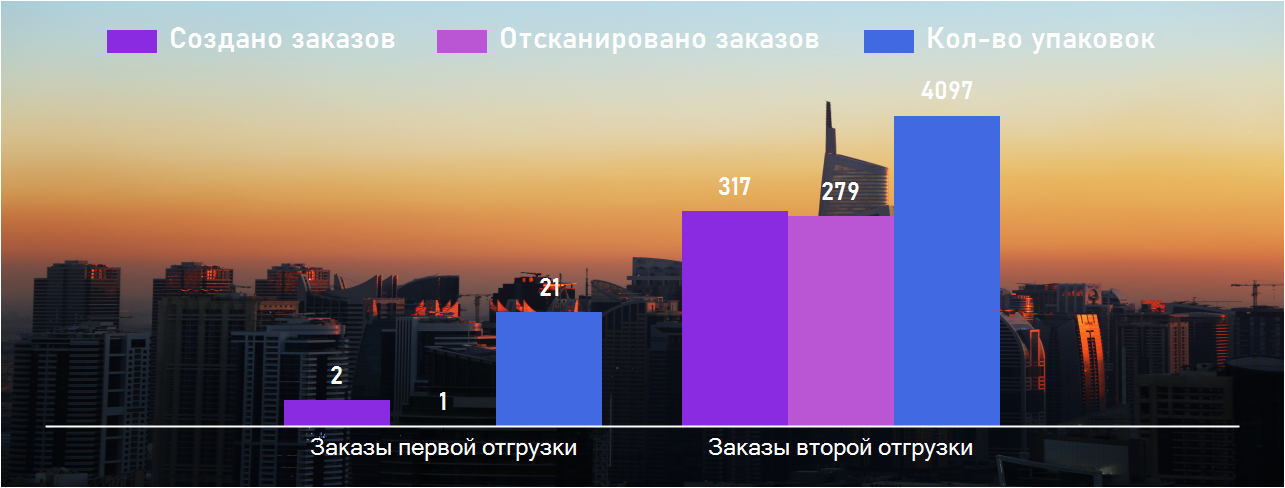 Создано заказов Отсканировано заказов Кол-во упаковок
4097
317 279
21
2 1
Заказы первой отгрузки Заказы второй отгрузки